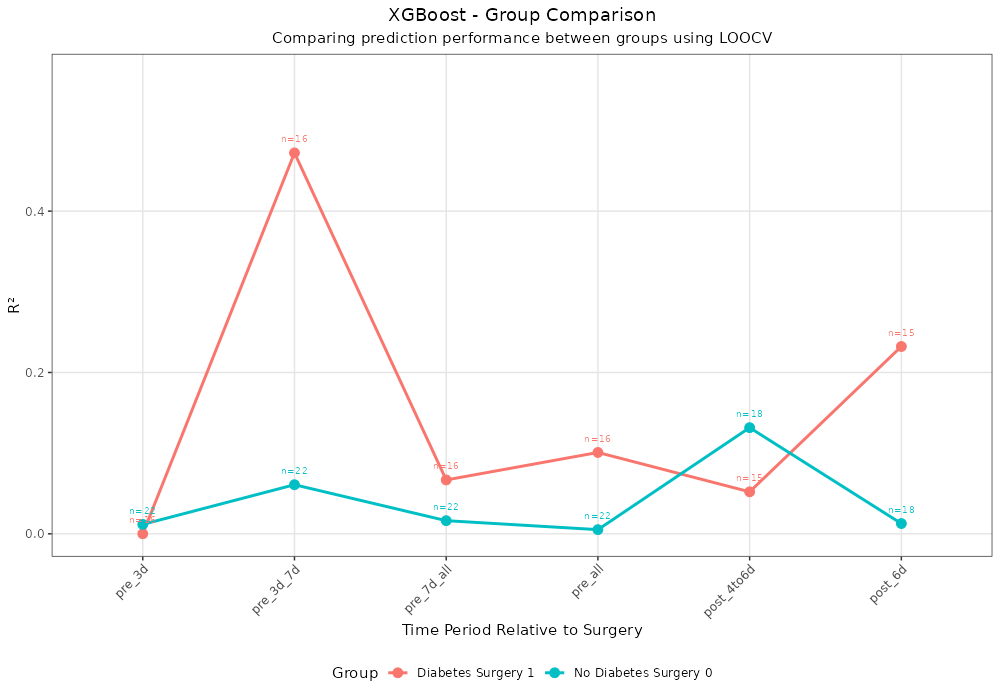 XGBoost - Group Comparison
Comparing prediction performance between groups using LOOCV
n=16
n=15
n=18
n=22
n=16
n=16
n=15
n=22
n=22
n=22
n=18
0.4
0.2
0.0
R²
pre_3d
pre_3d_7d
pre_7d_all
pre_all
post_4to6d
post_6d
Time Period Relative to Surgery
Group
Diabetes Surgery 1
No Diabetes Surgery 0